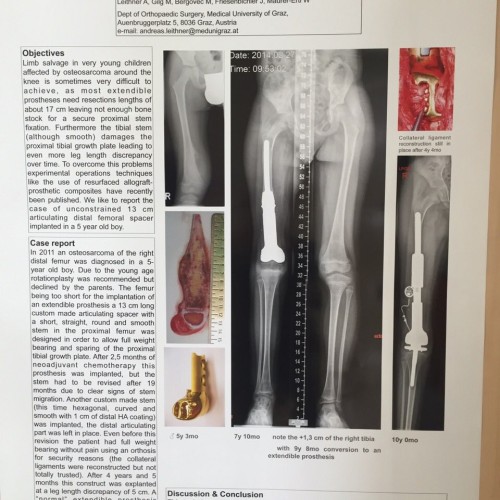 Leithner A, Glig M, Bergovec M, Friesenbichler J, Maurer-Ertl W
Dept of Orthopaedic Surgery, Medical University of Graz,
Auenbruggerplatz 5, 8036 Graz, Austria
e-mail: andreas.leithner@medunigraz.at
Objectives
Limb salvage in very young children
affected by osteosarcoma around the
knee is sometimes very difficult to
achieve, as most extendible
prostheses need resections lengths of
about 17 cm leaving not enough bone
stock for a secure proximal stem
fixation. Furthermore the tibial stem
(although smooth) damages the
proximal tibial growth plate leading to
even more leg length discrepancy
over time. To overcome this problems
experimental operations techniques
like the use of resurfaced allograft-
prosthetic composites have recently
been published. We like to report the
case of unconstrained 13 cm
articulating distal femoral spacer
implanted in a 5 year old boy.
Case report
In 2011 an osteosarcoma of the right
distal femur was diagnosed in a 5-
year old boy. Due to the young age
rotationplasty was recommended but
declined by the parents. The femur
being too short for the implantation of
an extendible prosthesis a 13 cm long
custom made articulating spacer with
a short, straight, round and smooth
stem in the proximal femur was
designed in order to allow full weight
bearing and sparing of the proximal
tibial growth plate. After 2,5 months of
neoadjuvant chemotherapy this
prosthesis was implanted, but the
stem had to be revised after 19
months due to clear signs of stem
migration. Another custom made stem
(this time hexagonal, curved and
smooth with 1 cm of distal HA coating)
was implanted, the distal articulating
part was left in place. Even before this
revision the patient had full weight
bearing without pain using an orthosis
for security reasons (the collateral
ligaments were reconstructed but not
totally trusted). After 4 years and 5
months this construct was explanted
at a leg length discrepancy of 5 cm. A
"normal" extendible prosthesis
R
♂ 5y 3mo
Date: 2014-02-2
Time: 09:53:0
7y 10mo
note the +1,3 cm of the right tibia
with 9y 8mo conversion to an
extendible prosthesis
Collateral ligament
reconstruction still in
place after 4y 4mo
10y 0mo
Discussion & Conclusion